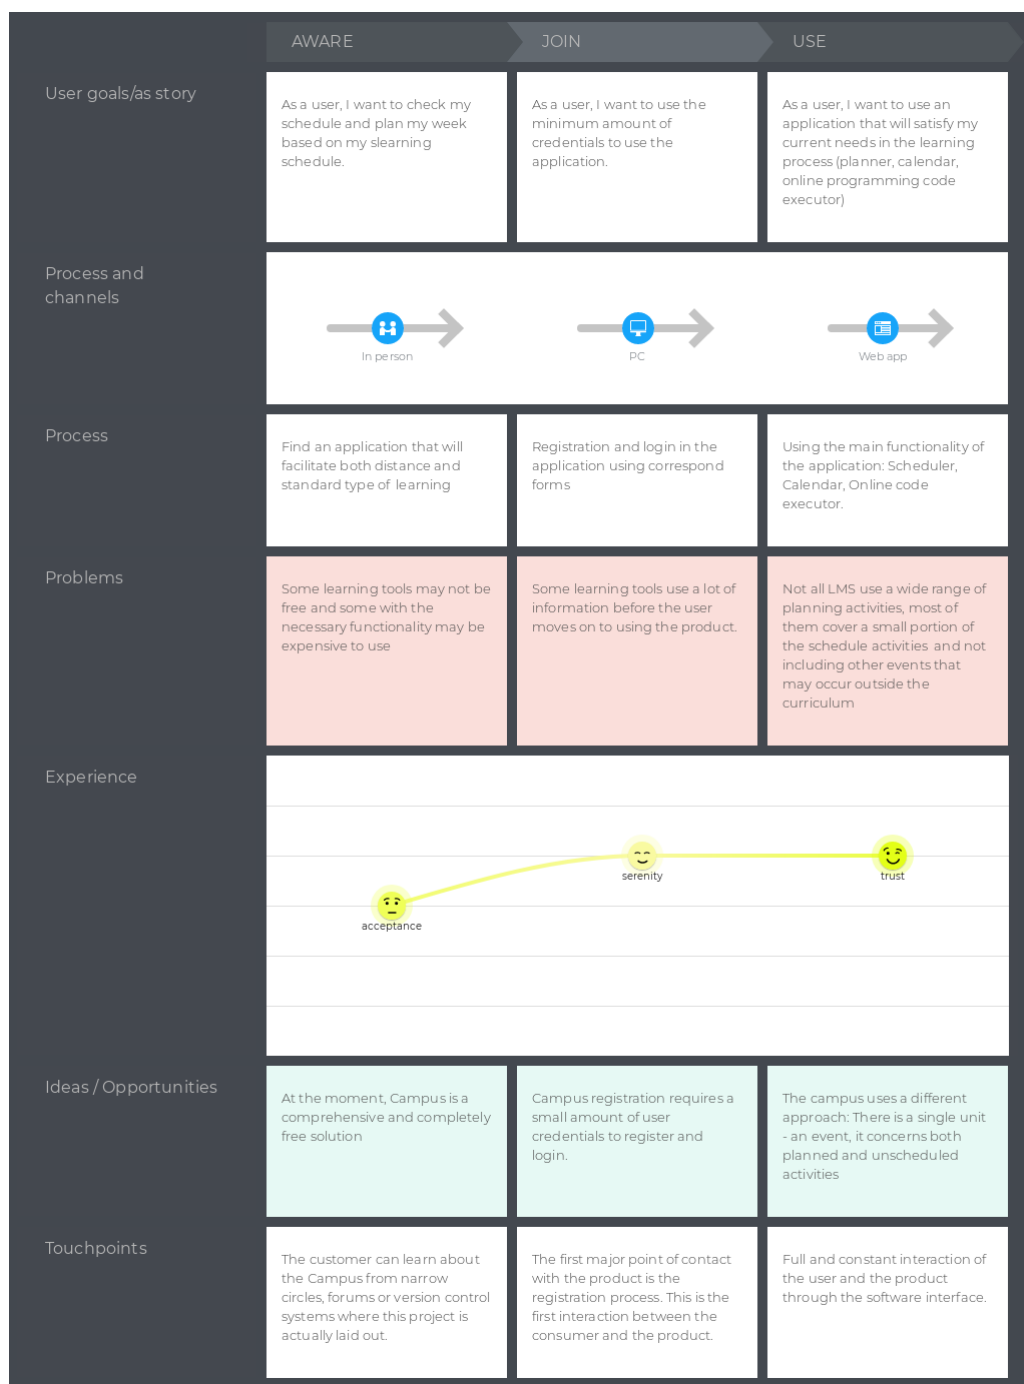 AWARE
JOIN
USE
User goals/as story
As a user, I want to check my
schedule and plan my week
based on my slearning
schedule.
As a user, I want to use the
minimum amount of
credentials to use the
application.
As a user, I want to use an
application that will satisfy my
current needs in the learning
process (planner, calendar,
online programming code
executor)
Process and
channels
In person
PC
Web app
Process
Find an application that will
facilitate both distance and
standard type of learning
Registration and login in the
application using correspond
forms
Using the main functionality of
the application: Scheduler,
Calendar, Online code
executor.
Problems
Some learning tools may not be
free and some with the
necessary functionality may be
expensive to use
Some learning tools use a lot of
information before the user
moves on to using the product.
Not all LMS use a wide range of
planning activities, most of
them cover a small portion of
the schedule activities and not
including other events that
may occur outside the
curriculum
Experience
acceptance
serenity
trust
Ideas / Opportunities
At the moment, Campus is a
comprehensive and completely
free solution
Campus registration requires a
small amount of user
credentials to register and
login.
The campus uses a different
approach: There is a single unit
- an event, it concerns both
planned and unscheduled
activities
Touchpoints
The customer can learn about
the Campus from narrow
circles, forums or version control
systems where this project is
actually laid out.
The first major point of contact
with the product is the
registration process. This is the
first interaction between the
consumer and the product.
Full and constant interaction of
the user and the product
through the software interface.